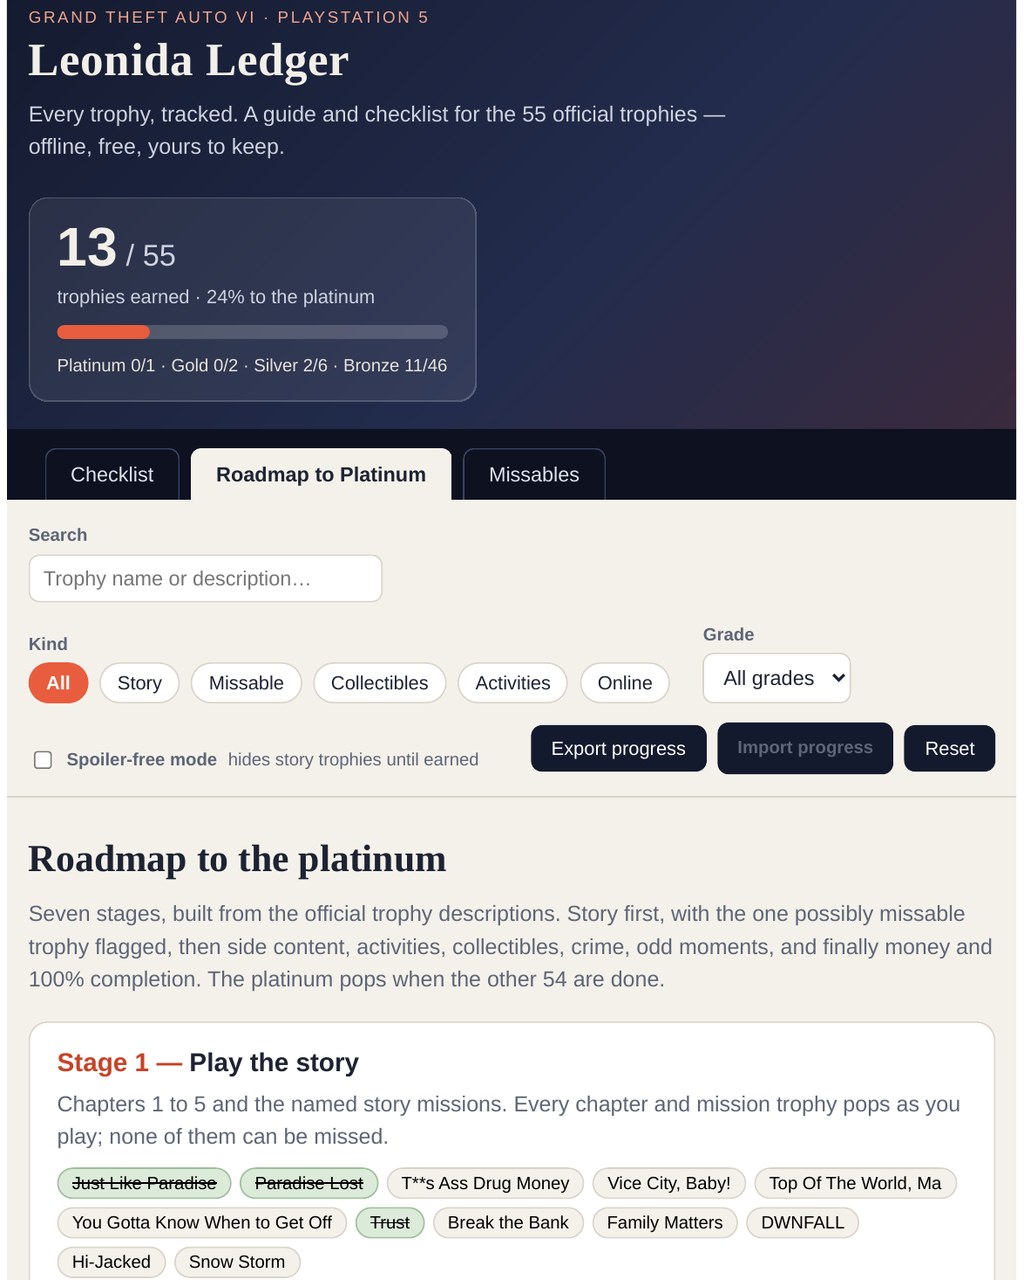 GRAND THEFT AUTO VI · PLAYSTATION 5
Leonida Ledger
Every trophy, tracked. A guide and checklist for the 55 official trophies —
offline, free, yours to keep.
13 / 55
trophies earned · 24% to the platinum
Platinum 0/1 · Gold 0/2 · Silver 2/6 · Bronze 11/46
Checklist Roadmap to Platinum Missables
Search
Trophy name or description…
Kind Grade
All Story Missable Collectibles Activities Online All grades
Spoiler-free mode hides story trophies until earned Export progress Import progress Reset
Roadmap to the platinum
Seven stages, built from the official trophy descriptions. Story first, with the one possibly missable
trophy flagged, then side content, activities, collectibles, crime, odd moments, and finally money and
100% completion. The platinum pops when the other 54 are done.
Stage 1 — Play the story
Chapters 1 to 5 and the named story missions. Every chapter and mission trophy pops as you
play; none of them can be missed.
Just Like Paradise Paradise Lost T**s Ass Drug Money Vice City, Baby! Top Of The World, Ma
You Gotta Know When to Get Off Trust Break the Bank Family Matters DWNFALL
Hi-Jacked Snow Storm